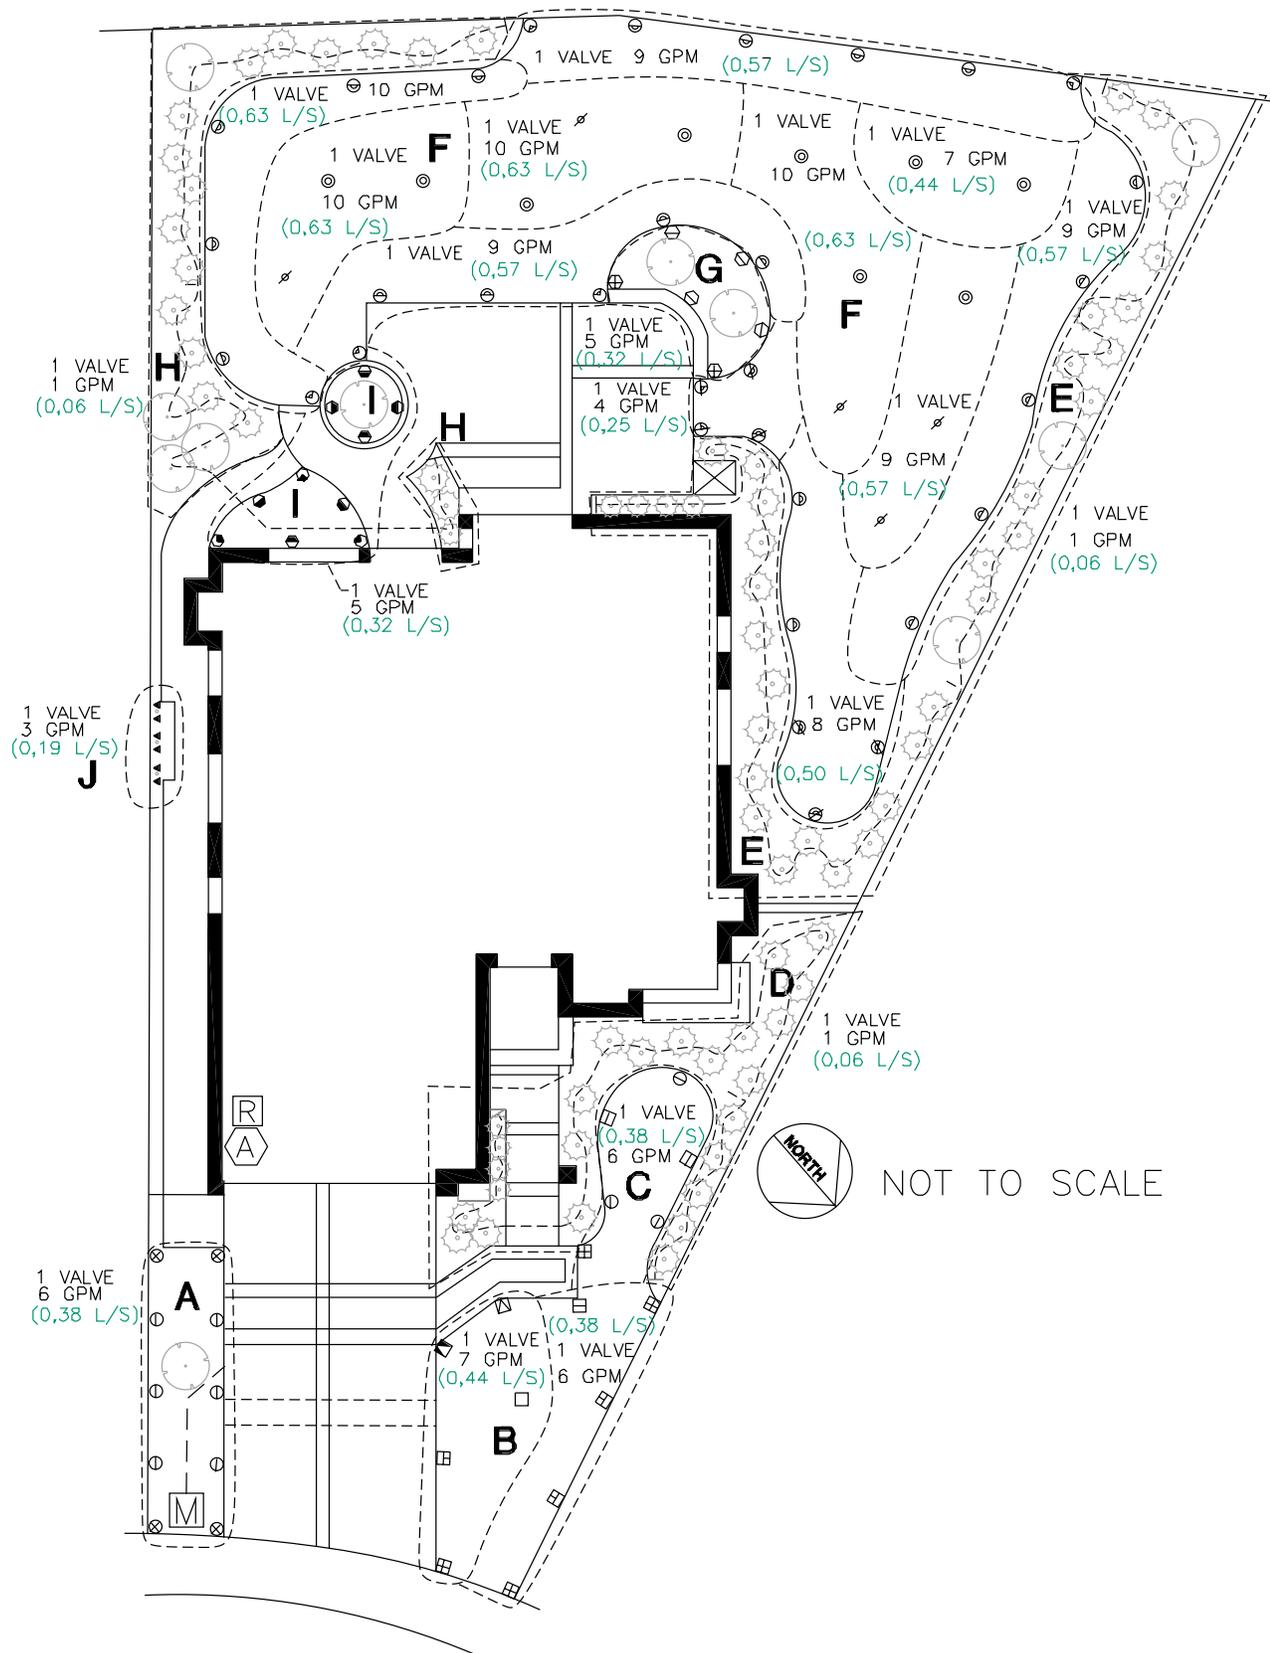 1 VALVE 9 GPM
(0,57 L/S)
1 VALVE 10 GPM
(0,63 L/S)
1 VALVE
10 GPM
(0,63 L/S)
F
1 VALVE
10 GPM
(0,63 L/S)
1 VALVE
10 GPM
(0,63 L/S)
1 VALVE
7 GPM
(0,44 L/S)
1 VALVE
9 GPM
(0,57 L/S)
1 VALVE 9 GPM
(0,57 L/S)
G
F
1 VALVE
5 GPM
(0,32 L/S)
1 VALVE
4 GPM
(0,25 L/S)
H
1 VALVE
1 GPM
(0,06 L/S)
I
H
E
1 VALVE
9 GPM
(0,57 L/S)
I
1 VALVE
1 GPM
(0,06 L/S)
1 VALVE
5 GPM
(0,32 L/S)
1 VALVE
3 GPM
(0,19 L/S)
J
1 VALVE
8 GPM
(0,50 L/S)
E
D
1 VALVE
1 GPM
(0,06 L/S)
R
A
1 VALVE
(0,38 L/S)
6 GPM
C
NORTH
NOT TO SCALE
1 VALVE
6 GPM
(0,38 L/S)
A
1 VALVE
7 GPM
(0,44 L/S)
(0,38 L/S)
1 VALVE
6 GPM
B
M